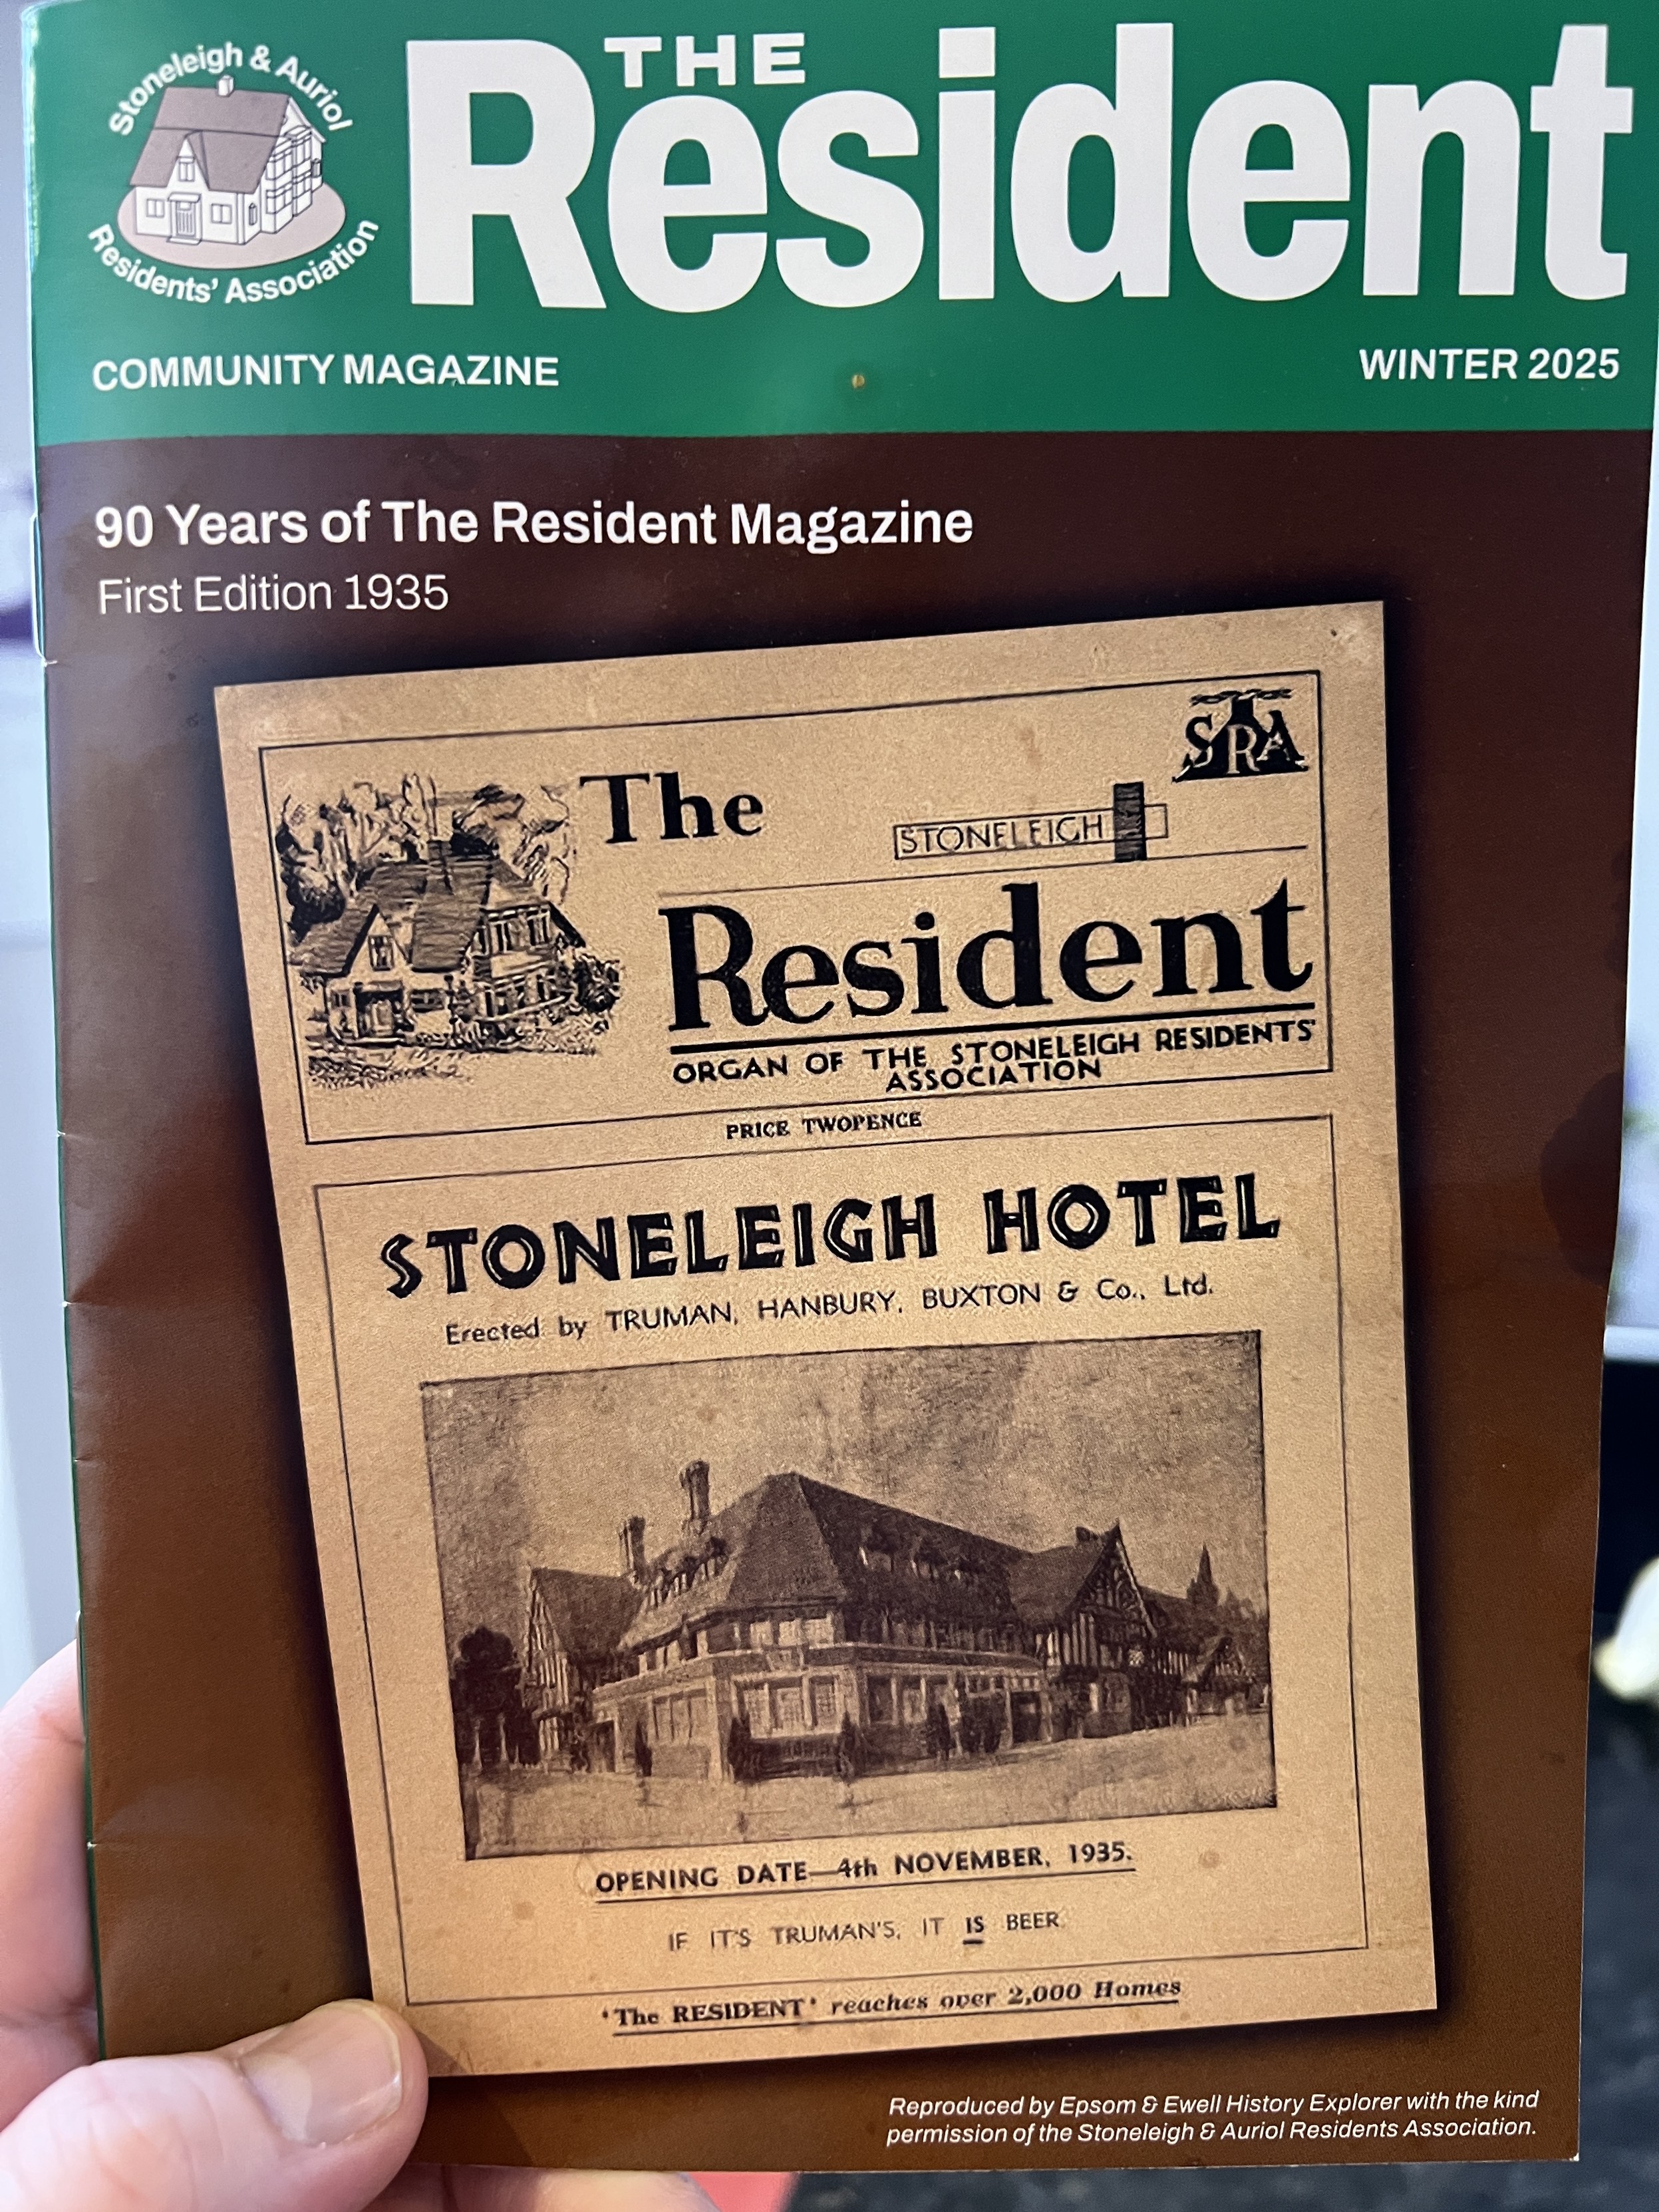 Stoneleigh & Auriol
Residents' Association
THE
Resident
COMMUNITY MAGAZINE
WINTER 2025
90 Years of The Resident Magazine
First Edition 1935
SRA
The
STONELEIGH
Resident
ORGAN OF THE STONELEIGH RESIDENTS'
ASSOCIATION
PRICE TWOPENCE
STONELEIGH HOTEL
Erected by TRUMAN, HANBURY, BUXTON & Co., Ltd.
OPENING DATE—4th NOVEMBER, 1935.
IF IT'S TRUMAN'S, IT IS BEER
'The RESIDENT' reaches over 2,000 Homes
Reproduced by Epsom & Ewell History Explorer with the kind
permission of the Stoneleigh & Auriol Residents Association.